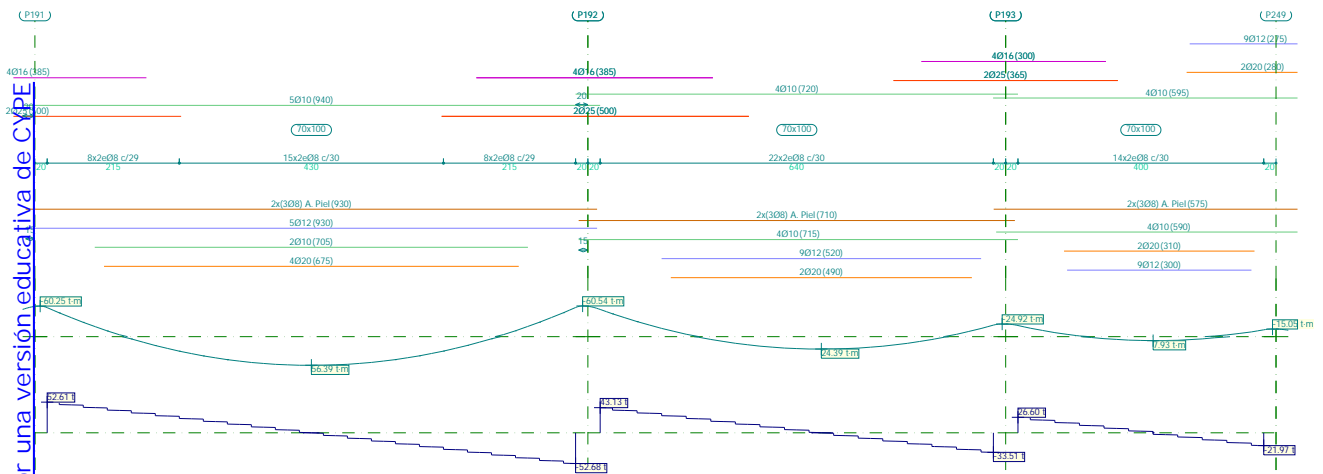 P191
P192
P193
P249
9Ø12(275)
4Ø16(300)
4Ø16(385)
4Ø16(385)
2Ø25(365)
2Ø20(280)
5Ø10(940)
20
4Ø10(720)
4Ø10(595)
2Ø25(500)
2Ø25(500)
70x100
70x100
70x100
8x2eØ8 c/29
15x2eØ8 c/30
8x2eØ8 c/29
22x2eØ8 c/30
14x2eØ8 c/30
20
215
430
215
20
20
640
20
20
400
20
2x(3Ø8) A. Piel(930)
2x(3Ø8) A. Piel(710)
2x(3Ø8) A. Piel(575)
5Ø12(930)
15
4Ø10(715)
4Ø10(590)
2Ø10(705)
9Ø12(520)
2Ø20(310)
4Ø20(675)
2Ø20(490)
9Ø12(300)
-60.25 t·m
-60.54 t·m
-24.92 t·m
-15.05 t·m
56.39 t·m
24.39 t·m
7.93 t·m
52.61 t
43.13 t
26.60 t
-52.68 t
-33.51 t
-21.97 t
or una versión educativa de CYPE